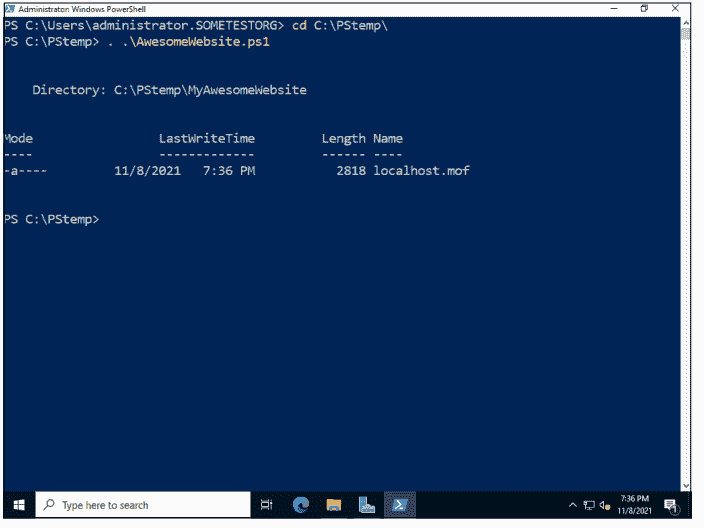 Administrator: Windows PowerShell
PS C:\Users\administrator.SOMETESTORG> cd C:\PStemp\
PS C:\PStemp> . .\AwesomeWebsite.ps1
Directory: C:\PStemp\MyAwesomeWebsite
Mode                 LastWriteTime         Length Name
----                 -------------         ------ ----
-a----        11/8/2021   7:36 PM           2818 localhost.mof
PS C:\PStemp>
Type here to search
7:36 PM
11/8/2021
1